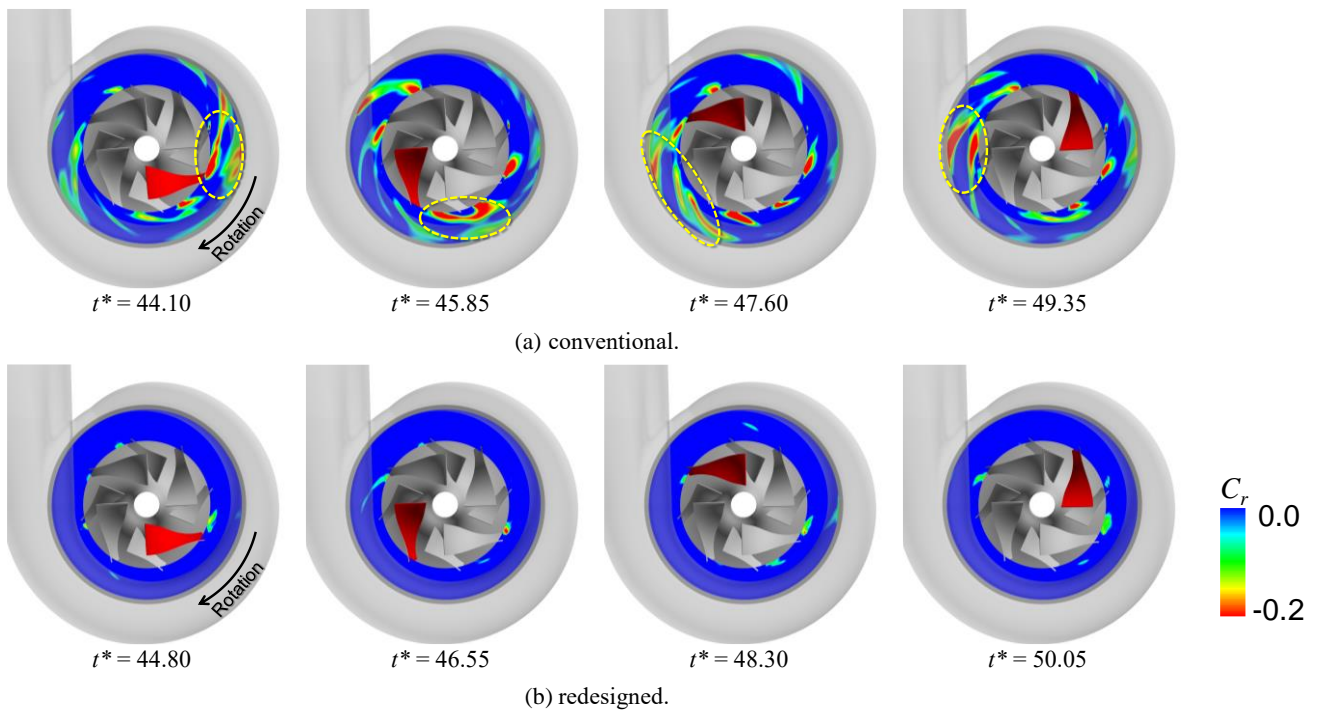 Rotation
t* = 44.10 t* = 45.85 t* = 47.60 t* = 49.35
(a) conventional.
Rotation
C_r
0.0
-0.2
t* = 44.80 t* = 46.55 t* = 48.30 t* = 50.05
(b) redesigned.